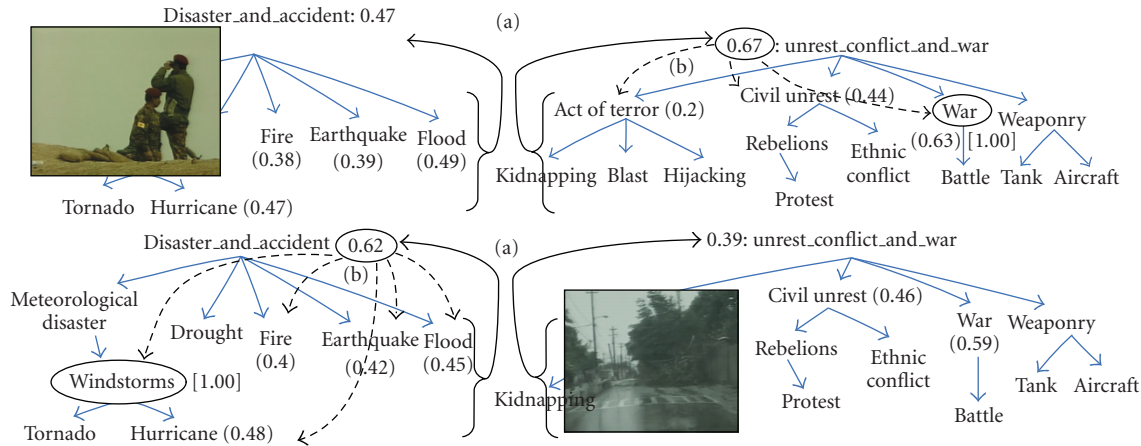 Disaster_and_accident: 0.47
(a)
0.67 : unrest_conflict_and_war
(b)
Civil unrest (0.44)
Act of terror (0.2)
War
Weaponry
Fire
(0.38)
Earthquake
(0.39)
Flood
(0.49)
(0.63) [1.00]
Rebelions
Ethnic
conflict
Kidnapping Blast Hijacking
Battle Tank Aircraft
Protest
Tornado Hurricane (0.47)
Disaster_and_accident 0.62
(a)
0.39: unrest_conflict_and_war
(b)
Meteorological
disaster
Drought
Fire
(0.4)
Earthquake
(0.42)
Flood
(0.45)
Civil unrest (0.46)
War
(0.59)
Weaponry
Rebelions
Ethnic
conflict
Windstorms [1.00]
Kidnapping
Protest
Tank Aircraft
Battle
Tornado Hurricane (0.48)